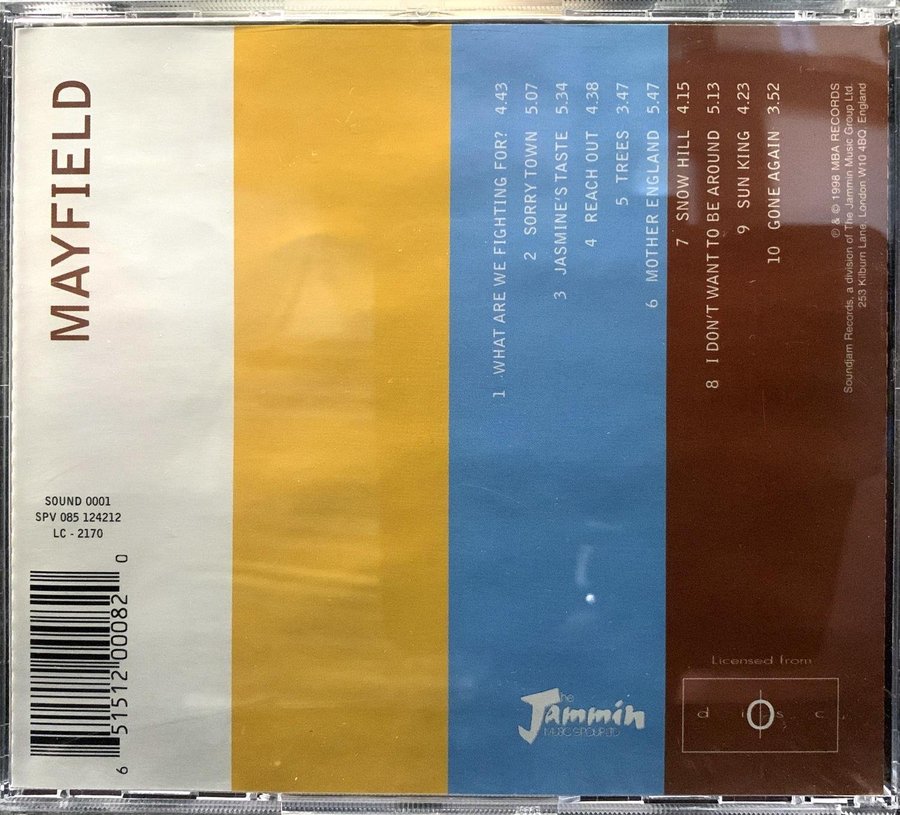 MAYFIELD
1 WHAT ARE WE FIGHTING FOR? 4.43
2 SORRY TOWN 5.07
3 JASMINE'S TASTE 5.34
4 REACH OUT 4.38
5 TREES 3.47
6 MOTHER ENGLAND 5.47
7 SNOW HILL 4.15
8 I DON'T WANT TO BE AROUND 5.13
9 SUN KING 4.23
10 GONE AGAIN 3.52
℗ & © 1998 MBA RECORDS
Soundjam Records, a division of The Jammin Music Group Ltd.
253 Kilburn Lane, London W10 4BQ, England
SOUND 0001
SPV 085 124212
LC - 2170
6 51512 00082 0
The
Jammin
MUSIC GROUP LTD
Licensed from
disc